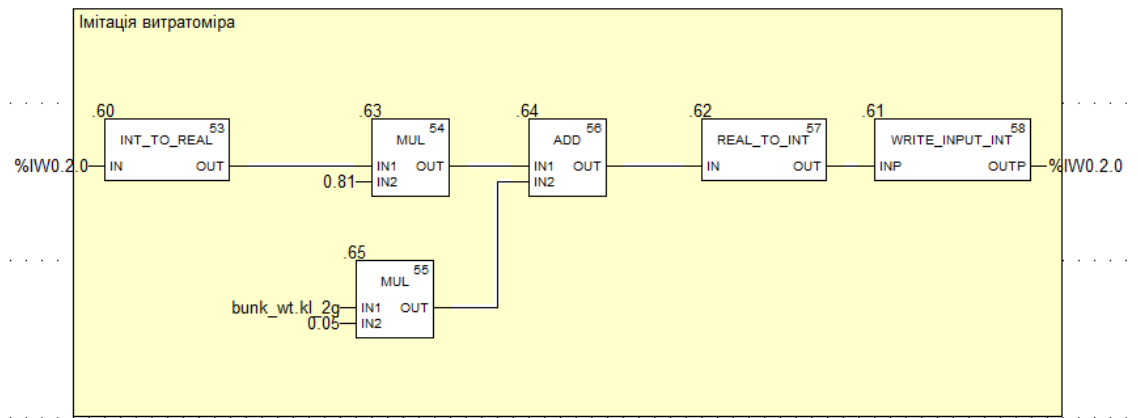 Імітація витратоміра
.60
53
INT_TO_REAL
%IW0.2.0
IN OUT
.63
54
MUL
IN1 OUT
0.81 IN2
.64
56
ADD
IN1 OUT
IN2
.62
57
REAL_TO_INT
IN OUT
.61
58
WRITE_INPUT_INT
INP OUTP
%IW0.2.0
.65
55
MUL
bunk_wt.kl_2g IN1 OUT
0.05 IN2